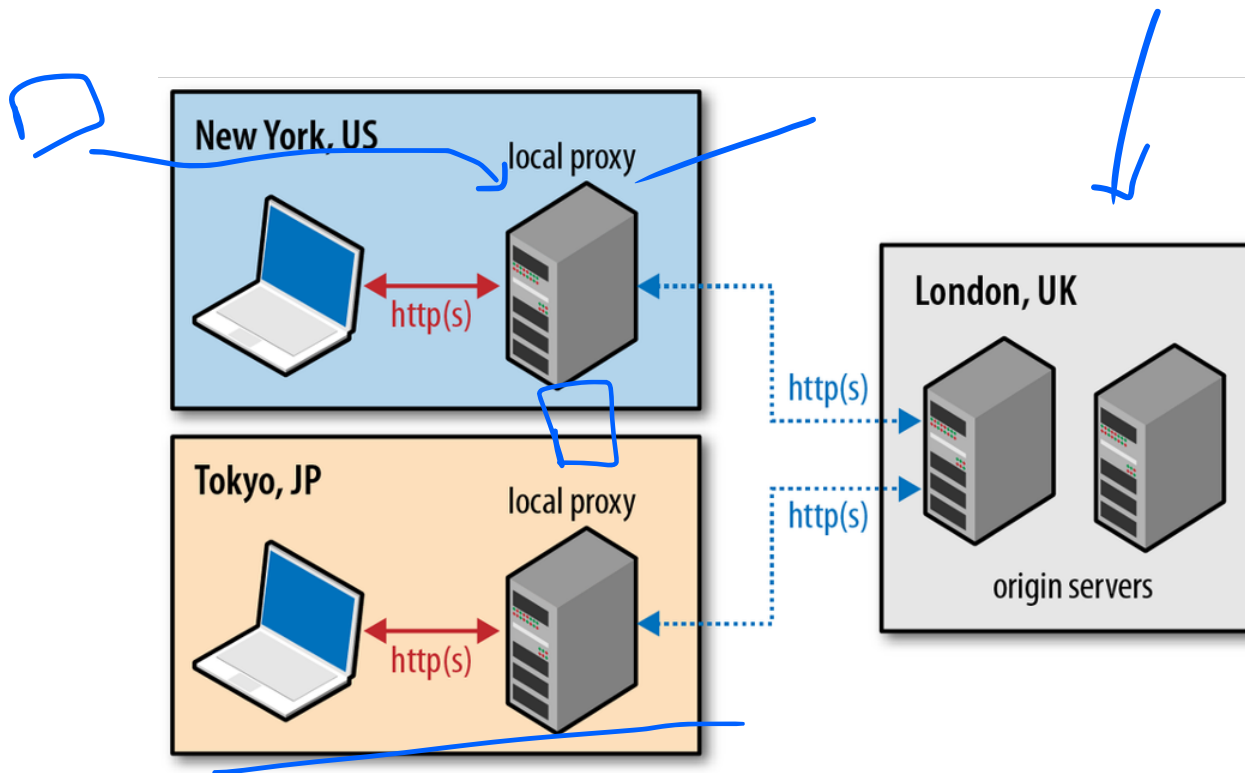 New York, US
local proxy
http(s)
London, UK
http(s)
Tokyo, JP
local proxy
http(s)
origin servers
http(s)